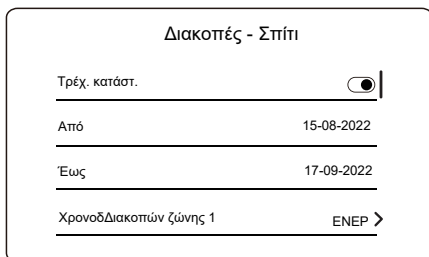 Διακοπές - Σπίτι
Τρέχ. κατάστ.
Από 15-08-2022
Έως 17-09-2022
ΧρονοδΔιακοπών ζώνης 1 ΕΝΕΡ